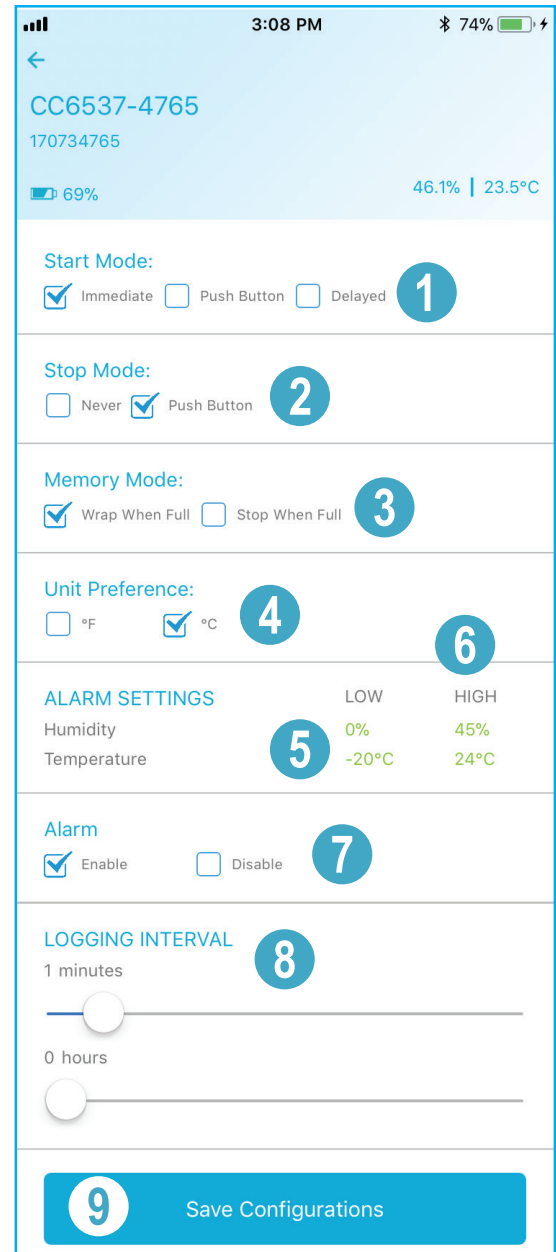 3:08 PM 74%
CC6537-4765
170734765
69% 46.1% | 23.5°C
Start Mode:
Immediate Push Button Delayed 1
Stop Mode:
Never Push Button 2
Memory Mode:
Wrap When Full Stop When Full 3
Unit Preference:
°F °C 4
6
ALARM SETTINGS LOW HIGH
Humidity 0% 45%
5
Temperature -20°C 24°C
Alarm
Enable Disable 7
LOGGING INTERVAL 8
1 minutes
0 hours
9 Save Configurations